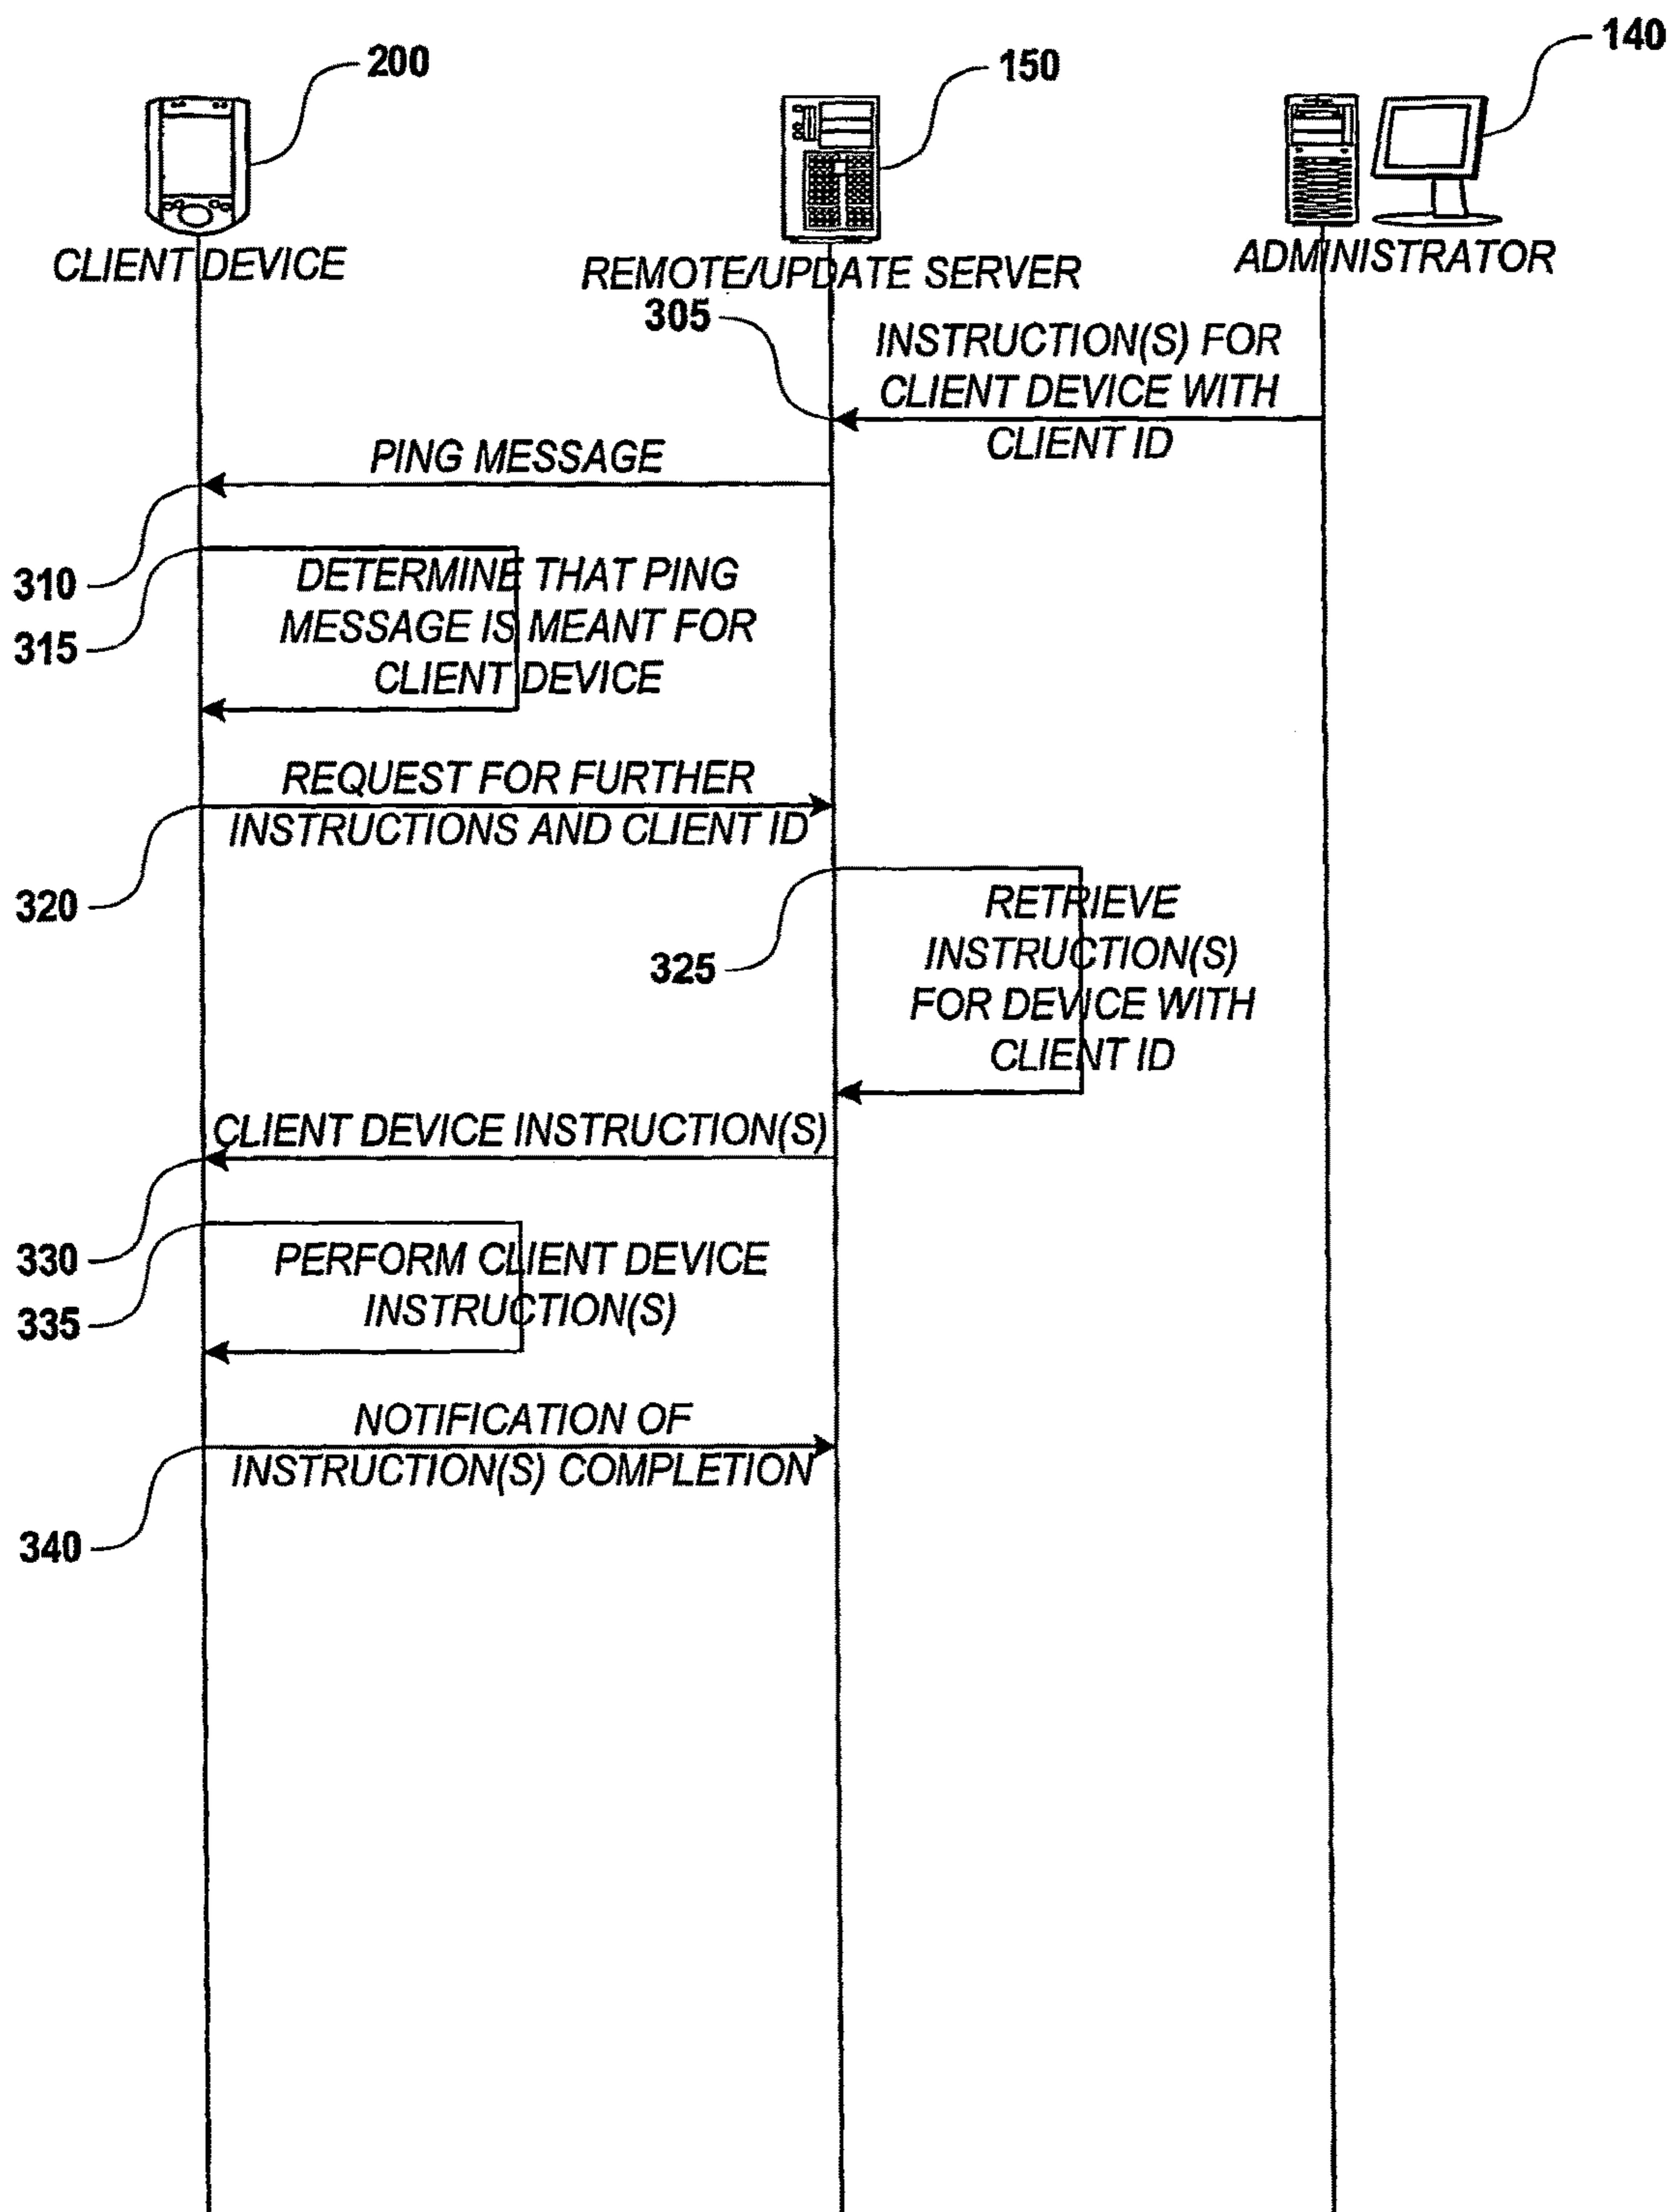 200
150
140
CLIENT DEVICE
REMOTE/UPDATE SERVER
ADMINISTRATOR
305
INSTRUCTION(S) FOR
CLIENT DEVICE WITH
CLIENT ID
PING MESSAGE
310
315
DETERMINE THAT PING
MESSAGE IS MEANT FOR
CLIENT DEVICE
REQUEST FOR FURTHER
INSTRUCTIONS AND CLIENT ID
320
325
RETRIEVE
INSTRUCTION(S)
FOR DEVICE WITH
CLIENT ID
CLIENT DEVICE INSTRUCTION(S)
330
335
PERFORM CLIENT DEVICE
INSTRUCTION(S)
NOTIFICATION OF
INSTRUCTION(S) COMPLETION
340